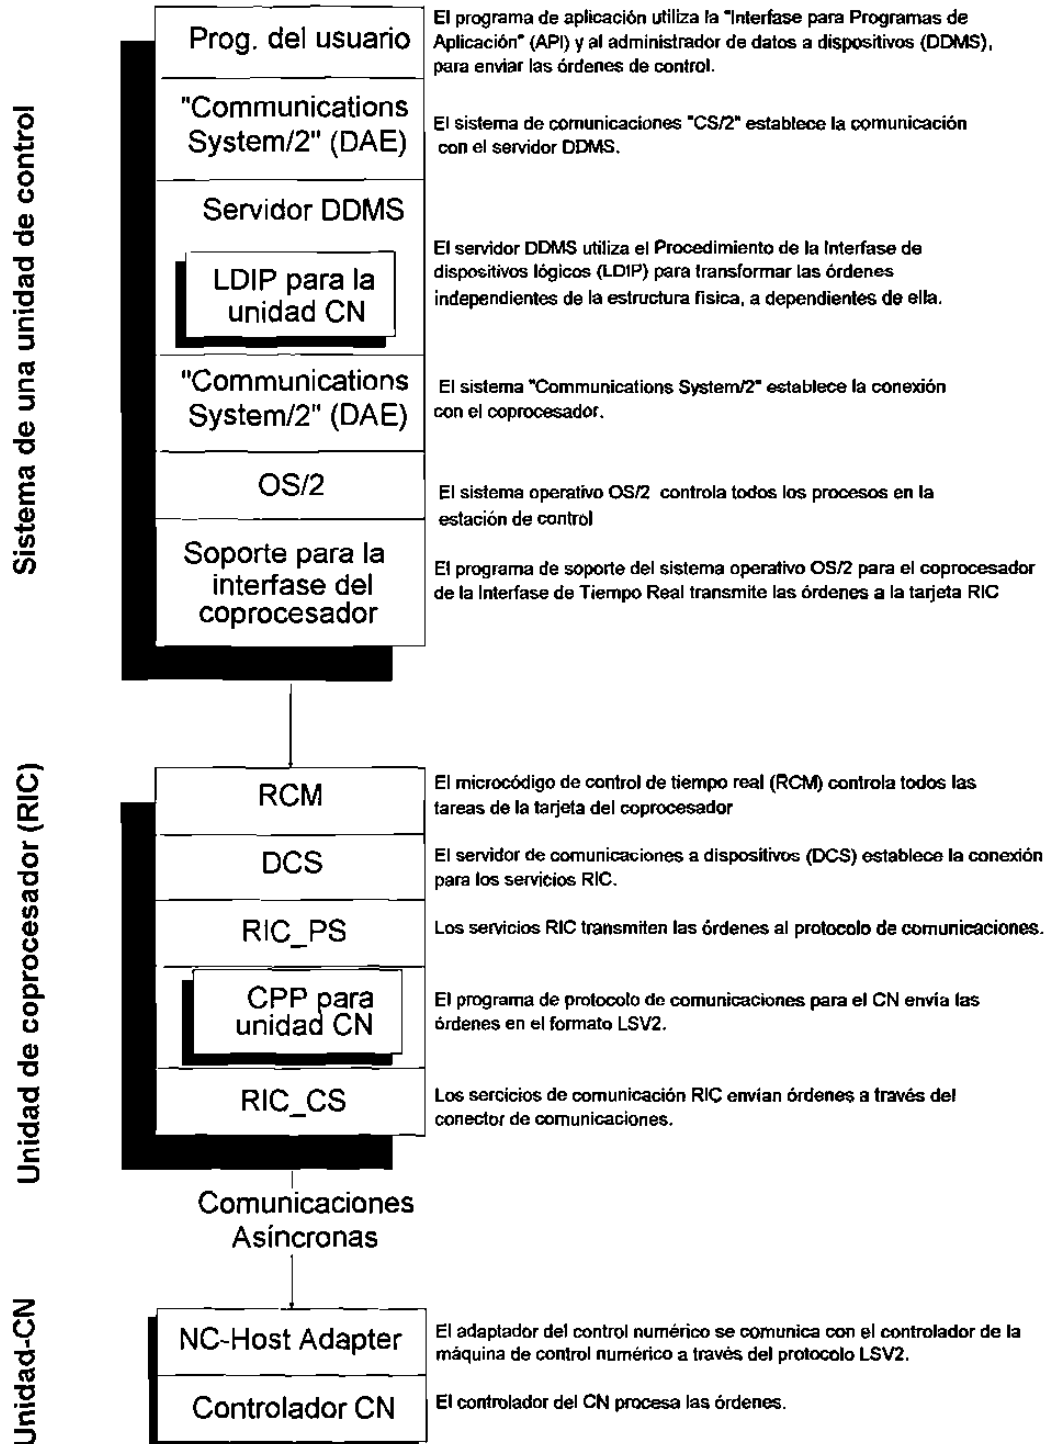 Sistema de una unidad de control
Prog. del usuario
El programa de aplicación utiliza la "Interfase para Programas de
Aplicación" (API) y al administrador de datos a dispositivos (DDMS),
para enviar las órdenes de control.
"Communications
System/2" (DAE)
El sistema de comunicaciones "CS/2" establece la comunicación
con el servidor DDMS.
Servidor DDMS
LDIP para la
unidad CN
El servidor DDMS utiliza el Procedimiento de la Interfase de
dispositivos lógicos (LDIP) para transformar las órdenes
independientes de la estructura física, a dependientes de ella.
"Communications
System/2" (DAE)
El sistema "Communications System/2" establece la conexión
con el coprocesador.
OS/2
El sistema operativo OS/2 controla todos los procesos en la
estación de control
Soporte para la
interfase del
coprocesador
El programa de soporte del sistema operativo OS/2 para el coprocesador
de la Interfase de Tiempo Real transmite las órdenes a la tarjeta RIC
Unidad de coprocesador (RIC)
RCM
El microcódigo de control de tiempo real (RCM) controla todos las
tareas de la tarjeta del coprocesador
DCS
El servidor de comunicaciones a dispositivos (DCS) establece la conexión
para los servicios RIC.
RIC_PS
Los servicios RIC transmiten las órdenes al protocolo de comunicaciones.
CPP para
unidad CN
El programa de protocolo de comunicaciones para el CN envía las
órdenes en el formato LSV2.
RIC_CS
Los sercicios de comunicación RIC envían órdenes a través del
conector de comunicaciones.
Comunicaciones
Asíncronas
Unidad-CN
NC-Host Adapter
El adaptador del control numérico se comunica con el controlador de la
máquina de control numérico a través del protocolo LSV2.
Controlador CN
El controlador del CN procesa las órdenes.